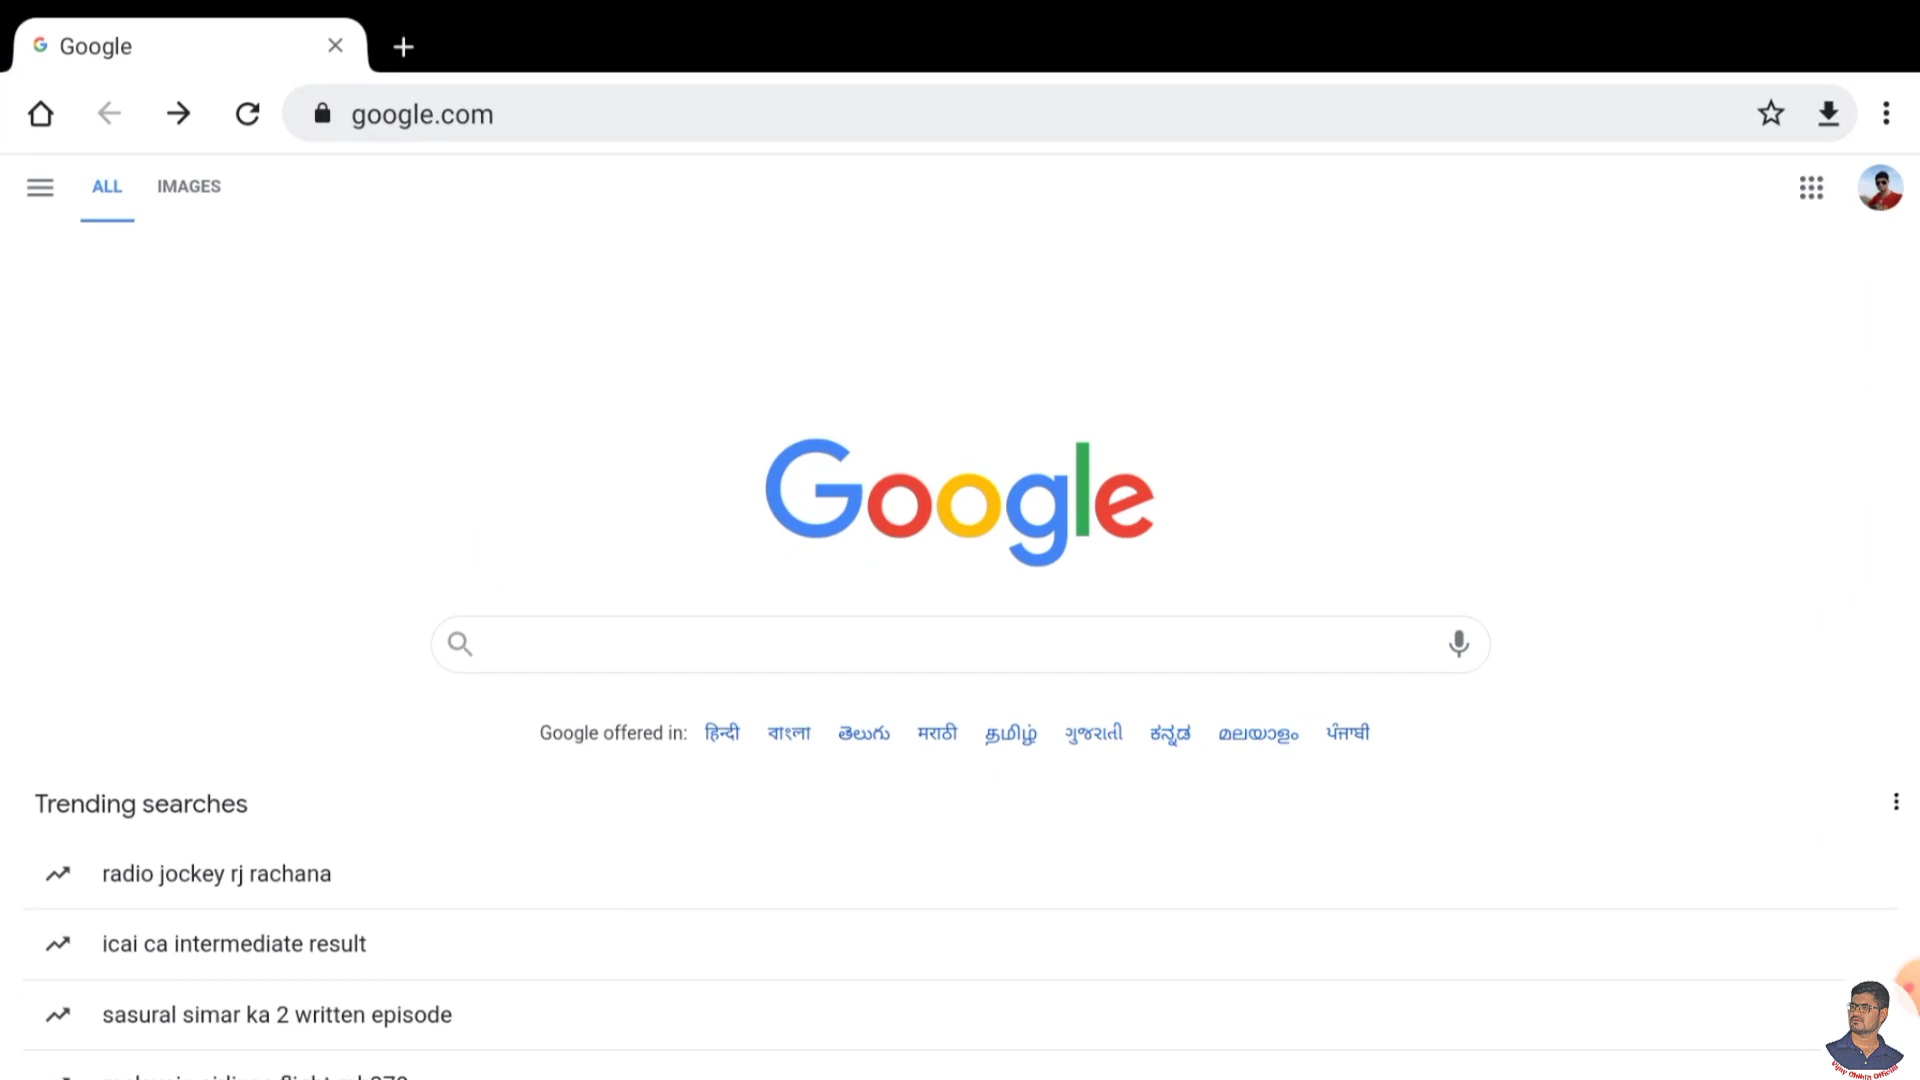 Google
google.com
ALL IMAGES
Google
Google offered in: हिन्दी বাংলা తెలుగు मराठी தமிழ் ગુજરાતી ಕನ್ನಡ മലയാളം ਪੰਜਾਬੀ
Trending searches
radio jockey rj rachana
icai ca intermediate result
sasural simar ka 2 written episode